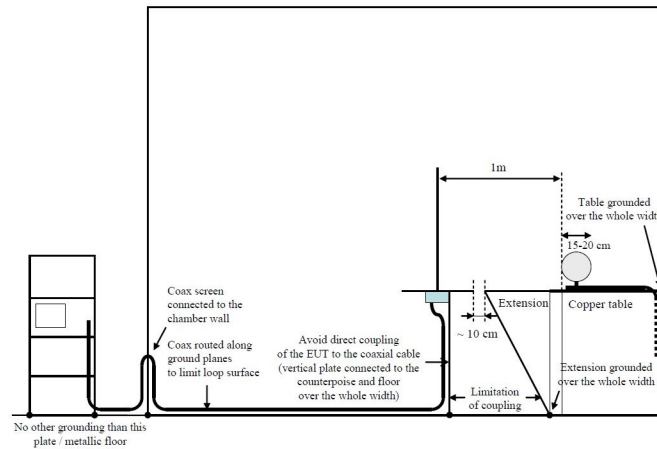 1m
Table grounded
over the whole widt
15-20 cm
Coax screen
connected to the
chamber wall
Extension
Copper table
~ 10 cm
Coax routed along
ground planes
to limit loop surface
Avoid direct coupling
of the EUT to the coaxial cable
(vertical plate connected to the
counterpoise and floor
over the whole width)
Extension grounded
over the whole width
Limitation
of coupling
No other grounding than this
plate / metallic floor